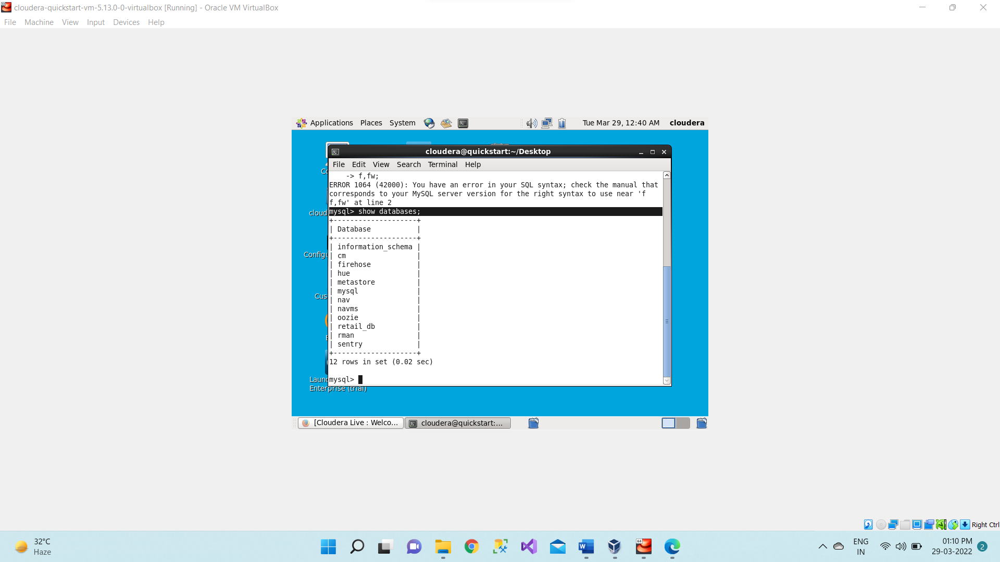 cloudera-quickstart-vm-5.13.0-0-virtualbox [Running] - Oracle VM VirtualBox
File Machine View Input Devices Help
Applications Places System Tue Mar 29, 12:40 AM cloudera
cloudera@quickstart:~/Desktop
File Edit View Search Terminal Help
-> f,fw;
ERROR 1064 (42000): You have an error in your SQL syntax; check the manual that
corresponds to your MySQL server version for the right syntax to use near 'f
f,fw' at line 2
mysql> show databases;
+--------------------+
| Database |
+--------------------+
| information_schema |
| cm |
| firehose |
| hue |
| metastore |
| mysql |
| nav |
| navms |
| oozie |
| retail_db |
| rman |
| sentry |
+--------------------+
12 rows in set (0.02 sec)
mysql>
Enterprise (trial)
[Cloudera Live : Welco... cloudera@quickstart:...
Right Ctrl
32°C
Haze
64
ENG
IN
01:10 PM
29-03-2022
2